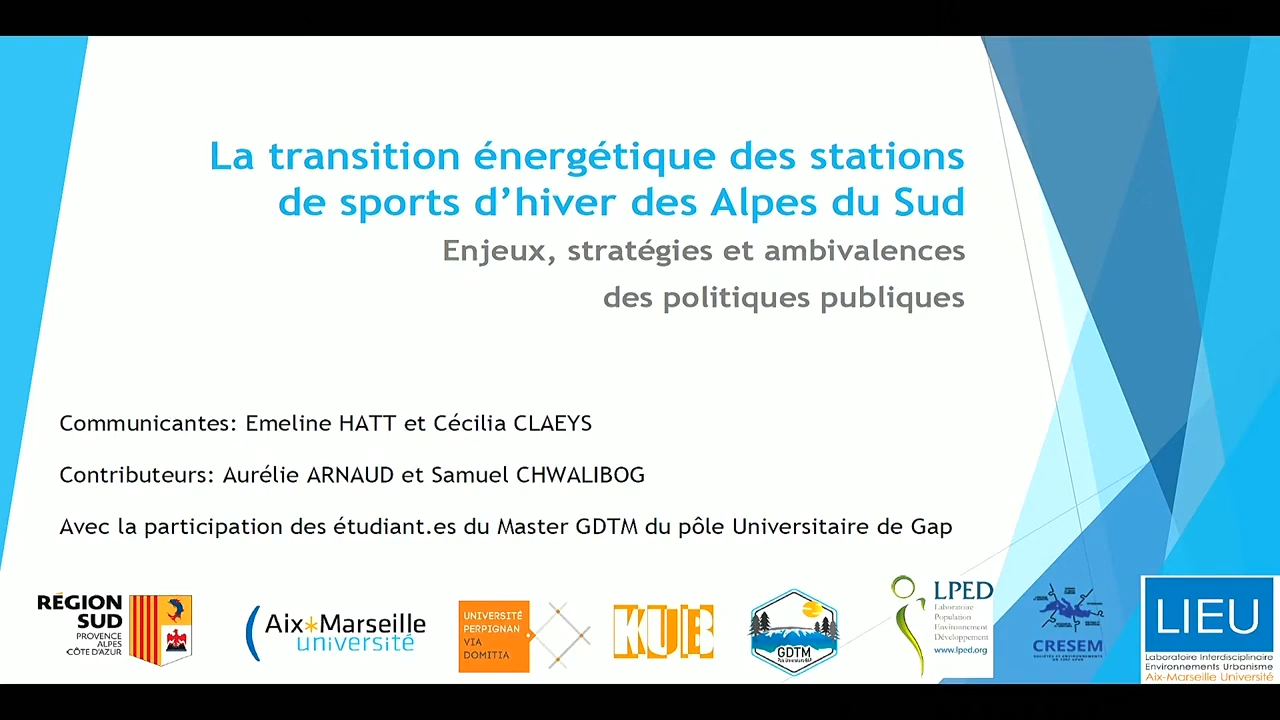 La transition énergétique des stations
de sports d’hiver des Alpes du Sud
Enjeux, stratégies et ambivalences
des politiques publiques
Communicantes: Emeline HATT et Cécilia CLAEYS
Contributeurs: Aurélie ARNAUD et Samuel CHWALIBOG
Avec la participation des étudiant.es du Master GDTM du pôle Universitaire de Gap
RÉGION
SUD
PROVENCE
ALPES
CÔTE D'AZUR
Aix*Marseille
université
UNIVERSITÉ
PERPIGNAN
VIA
DOMITIA
KUB
GDTM
LPED
Laboratoire
Population
Environnement
Développement
www.lped.org
CRESEM
LIEU
Laboratoire Interdisciplinaire
Environnements Urbanisme
Aix-Marseille Université